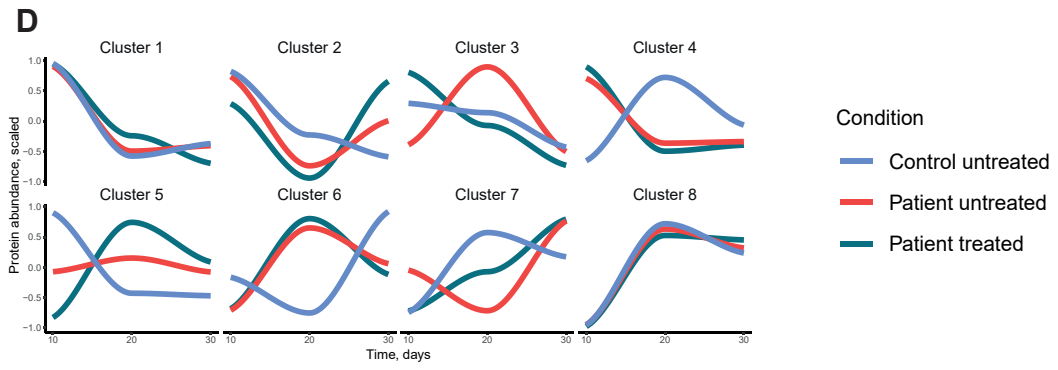 D
Cluster 1
Cluster 2
Cluster 3
Cluster 4
1.0
0.5
0.0
−0.5
−1.0
Cluster 5
Cluster 6
Cluster 7
Cluster 8
1.0
0.5
0.0
−0.5
−1.0
10 20 30
10 20 30
10 20 30
10 20 30
Time, days
Protein abundance, scaled
Condition
Control untreated
Patient untreated
Patient treated